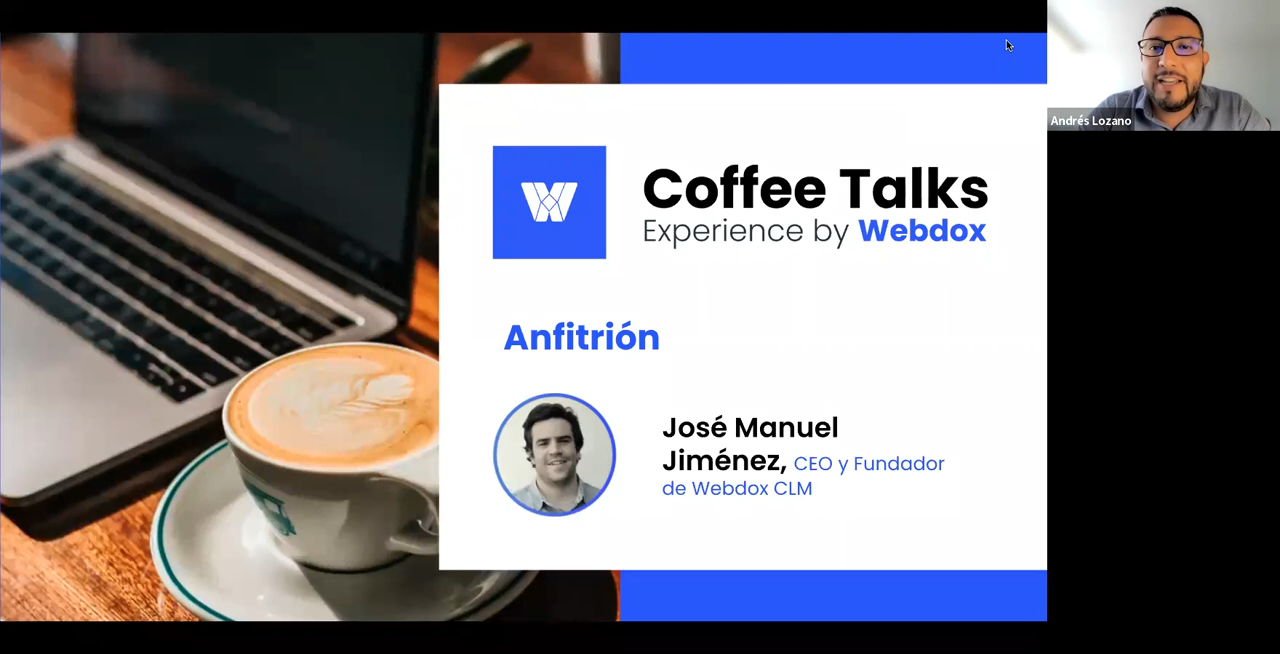 Coffee Talks
Experience by Webdox
Anfitrión
José Manuel
Jiménez, CEO y Fundador
de Webdox CLM
Andrés Lozano